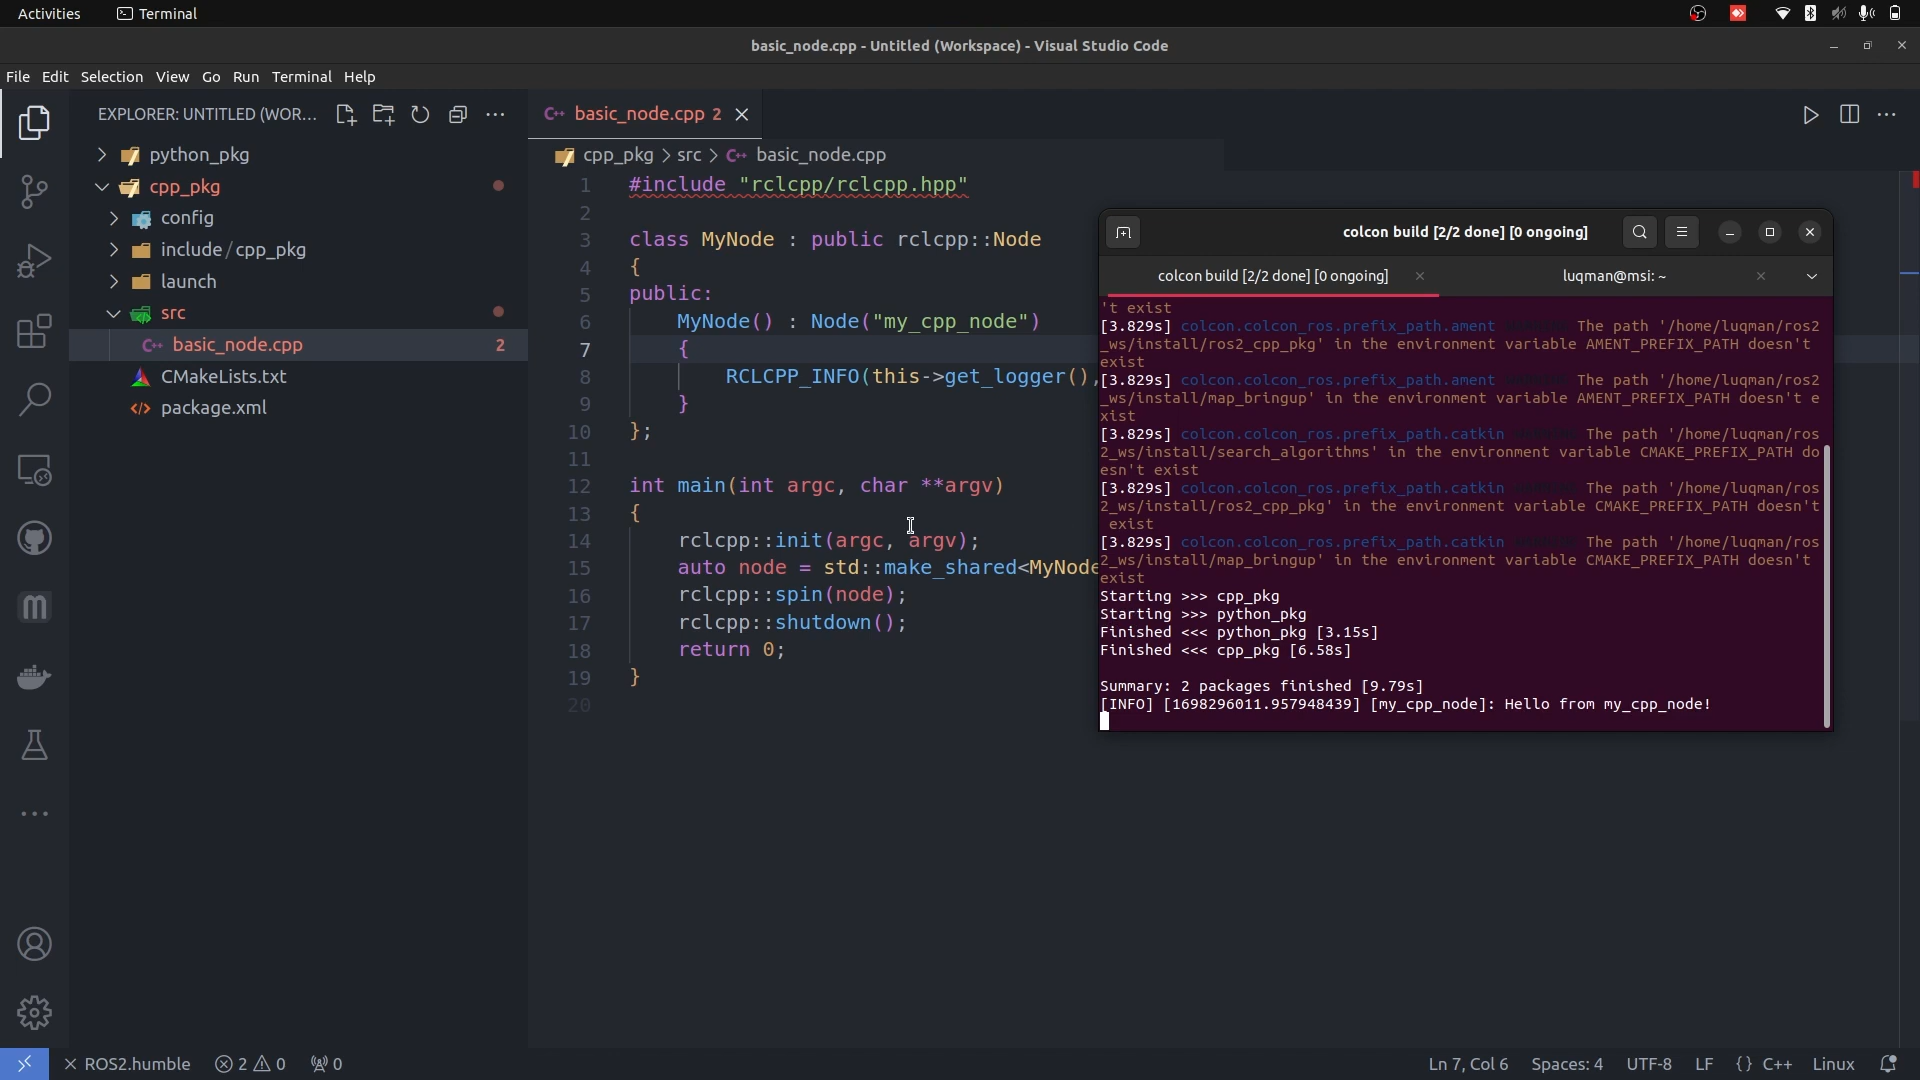 Activities
Terminal
basic_node.cpp - Untitled (Workspace) - Visual Studio Code
File Edit Selection View Go Run Terminal Help
EXPLORER: UNTITLED (WOR...
python_pkg
cpp_pkg
config
include/cpp_pkg
launch
src
basic_node.cpp 2
CMakeLists.txt
package.xml
basic_node.cpp 2
cpp_pkg > src > basic_node.cpp
1 #include "rclcpp/rclcpp.hpp"
2
3 class MyNode : public rclcpp::Node
4 {
5 public:
6 MyNode() : Node("my_cpp_node")
7 {
8 RCLCPP_INFO(this->get_logger(),
9 }
10 };
11
12 int main(int argc, char **argv)
13 {
14 rclcpp::init(argc, argv);
15 auto node = std::make_shared<MyNode
16 rclcpp::spin(node);
17 rclcpp::shutdown();
18 return 0;
19 }
20
colcon build [2/2 done] [0 ongoing]
colcon build [2/2 done] [0 ongoing]
luqman@msi: ~
't exist
[3.829s] colcon.colcon_ros.prefix_path.ament The path '/home/luqman/ros2
_ws/install/ros2_cpp_pkg' in the environment variable AMENT_PREFIX_PATH doesn't
exist
[3.829s] colcon.colcon_ros.prefix_path.ament The path '/home/luqman/ros2
_ws/install/map_bringup' in the environment variable AMENT_PREFIX_PATH doesn't e
xist
[3.829s] colcon.colcon_ros.prefix_path.catkin The path '/home/luqman/ros
2_ws/install/search_algorithms' in the environment variable CMAKE_PREFIX_PATH do
esn't exist
[3.829s] colcon.colcon_ros.prefix_path.catkin The path '/home/luqman/ros
2_ws/install/ros2_cpp_pkg' in the environment variable CMAKE_PREFIX_PATH doesn't
exist
[3.829s] colcon.colcon_ros.prefix_path.catkin The path '/home/luqman/ros
2_ws/install/map_bringup' in the environment variable CMAKE_PREFIX_PATH doesn't
exist
Starting >>> cpp_pkg
Starting >>> python_pkg
Finished <<< python_pkg [3.15s]
Finished <<< cpp_pkg [6.58s]
Summary: 2 packages finished [9.79s]
[INFO] [1698296011.957948439] [my_cpp_node]: Hello from my_cpp_node!
ROS2.humble 2 0 0
Ln 7, Col 6 Spaces: 4 UTF-8 LF {} C++ Linux